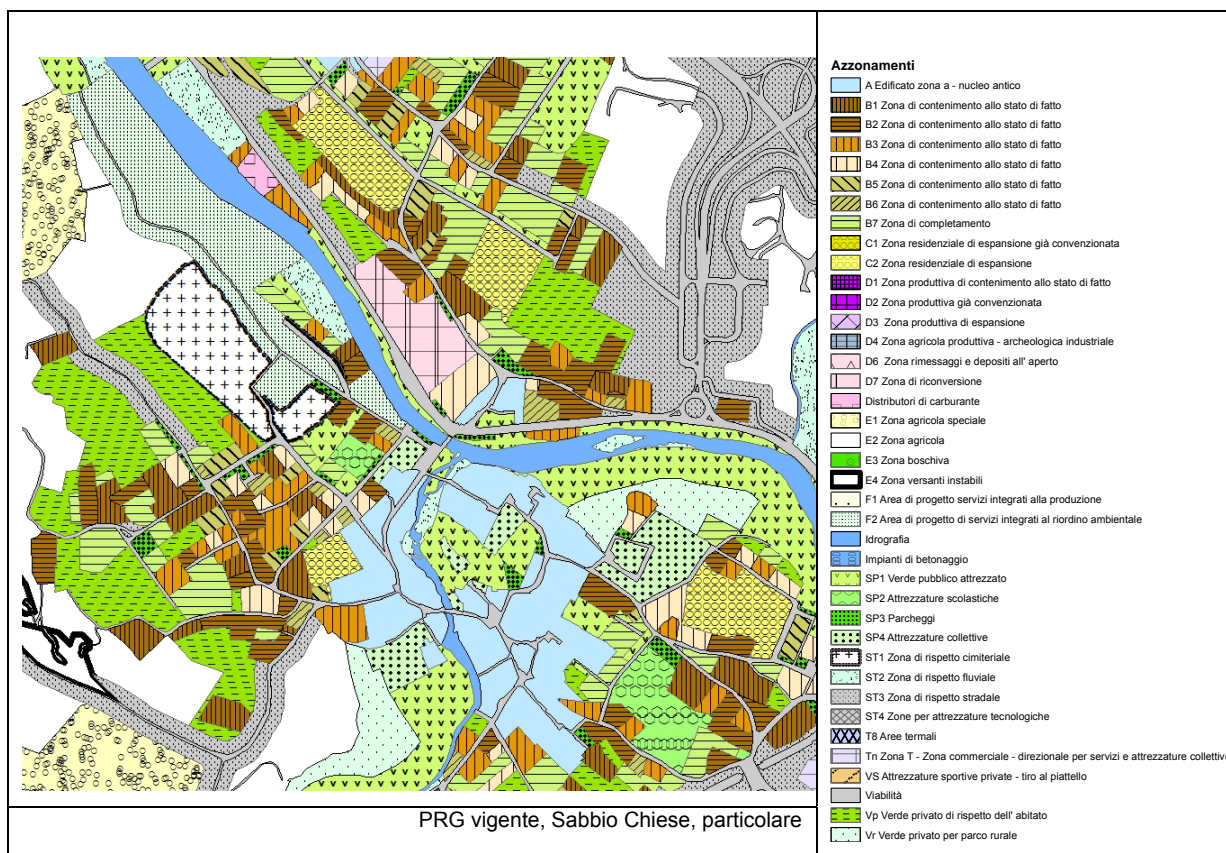 Azzonamenti
A Edificato zona a - nucleo antico
B1 Zona di contenimento allo stato di fatto
B2 Zona di contenimento allo stato di fatto
B3 Zona di contenimento allo stato di fatto
B4 Zona di contenimento allo stato di fatto
B5 Zona di contenimento allo stato di fatto
B6 Zona di contenimento allo stato di fatto
B7 Zona di completamento
C1 Zona residenziale di espansione già convenzionata
C2 Zona residenziale di espansione
D1 Zona produttiva di contenimento allo stato di fatto
D2 Zona produttiva già convenzionata
D3 Zona produttiva di espansione
D4 Zona agricola produttiva - archeologica industriale
D6 Zona rimessaggi e depositi all' aperto
D7 Zona di riconversione
Distributori di carburante
E1 Zona agricola speciale
E2 Zona agricola
E3 Zona boschiva
E4 Zona versanti instabili
F1 Area di progetto servizi integrati alla produzione
F2 Area di progetto di servizi integrati al riordino ambientale
Idrografia
Impianti di betonaggio
SP1 Verde pubblico attrezzato
SP2 Attrezzature scolastiche
SP3 Parcheggi
SP4 Attrezzature collettive
ST1 Zona di rispetto cimiteriale
ST2 Zona di rispetto fluviale
ST3 Zona di rispetto stradale
ST4 Zone per attrezzature tecnologiche
T8 Aree termali
Tn Zona T - Zona commerciale - direzionale per servizi e attrezzature collettive
VS Attrezzature sportive private - tiro al piattello
Viabilità
Vp Verde privato di rispetto dell' abitato
Vr Verde privato per parco rurale
PRG vigente, Sabbio Chiese, particolare